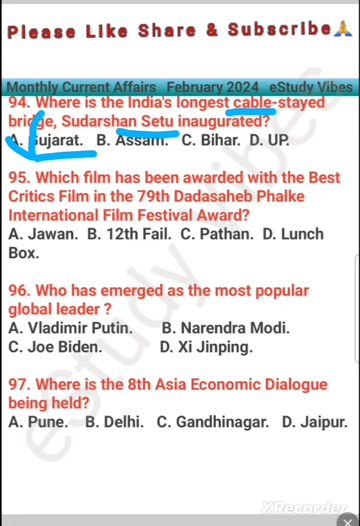 Please Like Share & Subscribe🙏
Monthly Current Affairs February 2024 eStudy Vibes
94. Where is the India's longest cable-stayed
bridge, Sudarshan Setu inaugurated?
A. Gujarat. B. Assam. C. Bihar. D. UP.
95. Which film has been awarded with the Best
Critics Film in the 79th Dadasaheb Phalke
International Film Festival Award?
A. Jawan. B. 12th Fail. C. Pathan. D. Lunch
Box.
96. Who has emerged as the most popular
global leader ?
A. Vladimir Putin. B. Narendra Modi.
C. Joe Biden. D. Xi Jinping.
97. Where is the 8th Asia Economic Dialogue
being held?
A. Pune. B. Delhi. C. Gandhinagar. D. Jaipur.
eStudy Vibes
XRecorder